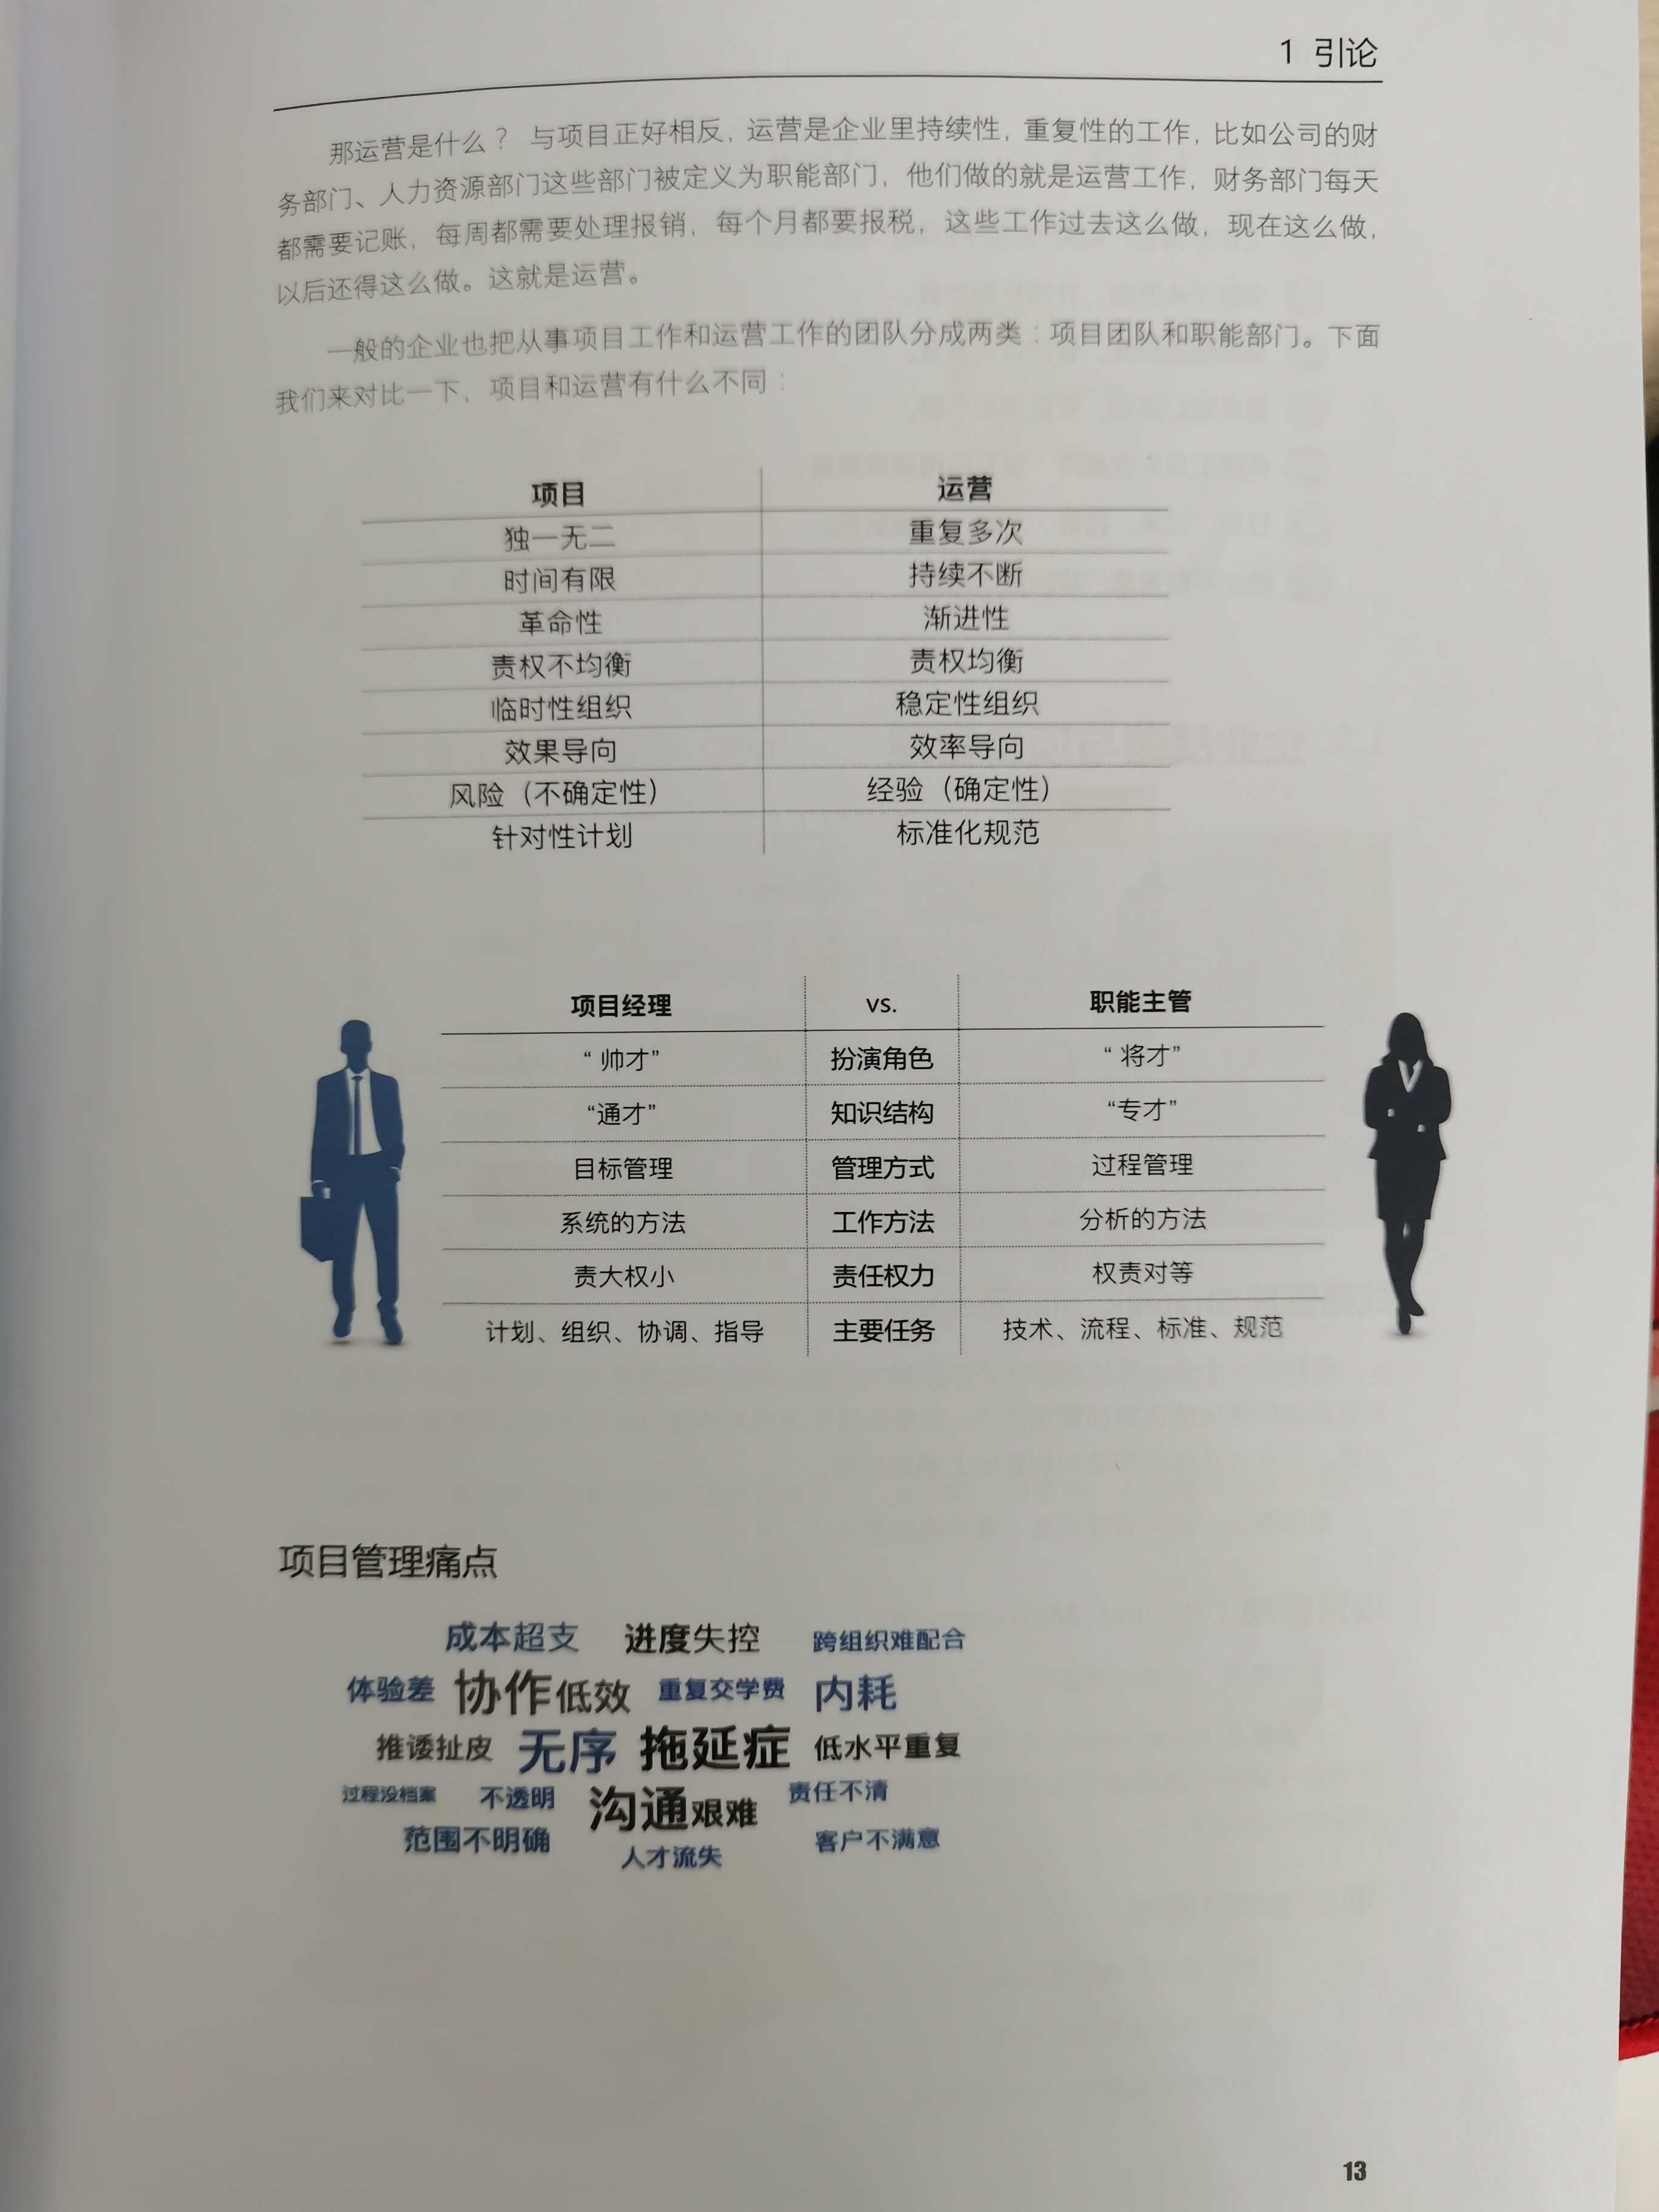 1 引论
那运营是什么？ 与项目正好相反，运营是企业里持续性，重复性的工作，比如公司的财
务部门、人力资源部门这些部门被定义为职能部门，他们做的就是运营工作，财务部门每天
都需要记账，每周都需要处理报销，每个月都要报税，这些工作过去这么做，现在这么做，
以后还得这么做。这就是运营。
一般的企业也把从事项目工作和运营工作的团队分成两类：项目团队和职能部门。下面
我们来对比一下，项目和运营有什么不同：
项目 运营
独一无二 重复多次
时间有限 持续不断
革命性 渐进性
责权不均衡 责权均衡
临时性组织 稳定性组织
效果导向 效率导向
风险（不确定性） 经验（确定性）
针对性计划 标准化规范
项目经理 vs. 职能主管
“帅才” 扮演角色 “将才”
“通才” 知识结构 “专才”
目标管理 管理方式 过程管理
系统的方法 工作方法 分析的方法
责大权小 责任权力 权责对等
计划、组织、协调、指导 主要任务 技术、流程、标准、规范
项目管理痛点
成本超支 进度失控 跨组织难配合
体验差 协作低效 重复交学费 内耗
推诿扯皮 无序 拖延症 低水平重复
过程没档案 不透明 沟通艰难 责任不清
范围不明确 人才流失 客户不满意
13